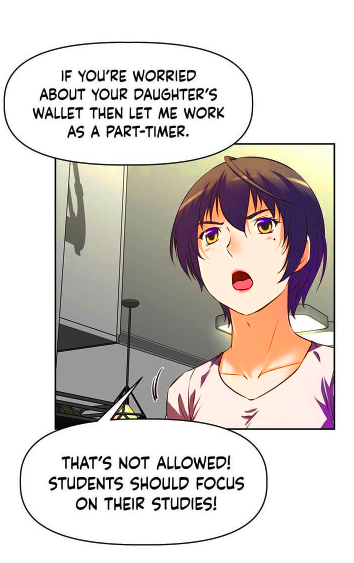 IF YOU'RE WORRIED
ABOUT YOUR DAUGHTER'S
WALLET THEN LET ME WORK
AS A PART-TIMER.
THAT'S NOT ALLOWED!
STUDENTS SHOULD FOCUS
ON THEIR STUDIES!